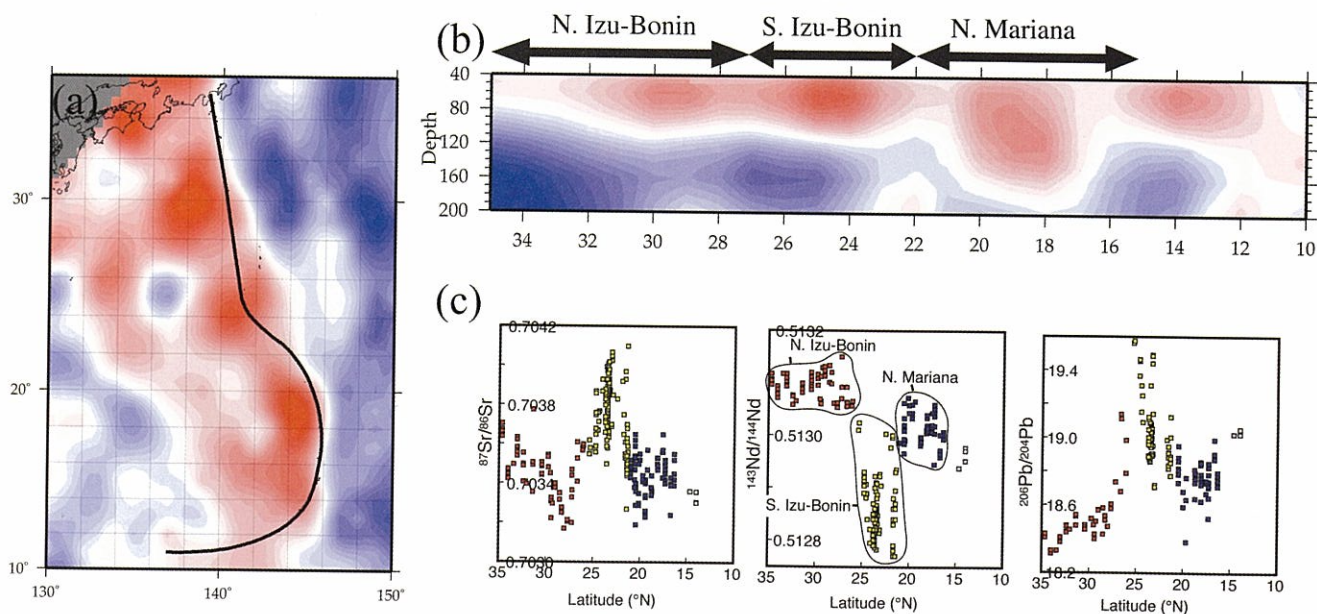 (a)
30°
20°
10°
130° 140° 150°
(b)
N. Izu-Bonin S. Izu-Bonin N. Mariana
Depth
40
80
120
160
200
34 32 30 28 26 24 22 20 18 16 14 12 10
(c)
87Sr/86Sr
0.7042
0.7038
0.7034
0.7030
35 30 25 20 15 10
Latitude (°N)
143Nd/144Nd
0.5132
0.5130
0.5128
N. Izu-Bonin
N. Mariana
S. Izu-Bonin
35 30 25 20 15 10
Latitude (°N)
206Pb/204Pb
19.4
19.0
18.6
18.2
35 30 25 20 15 10
Latitude (°N)